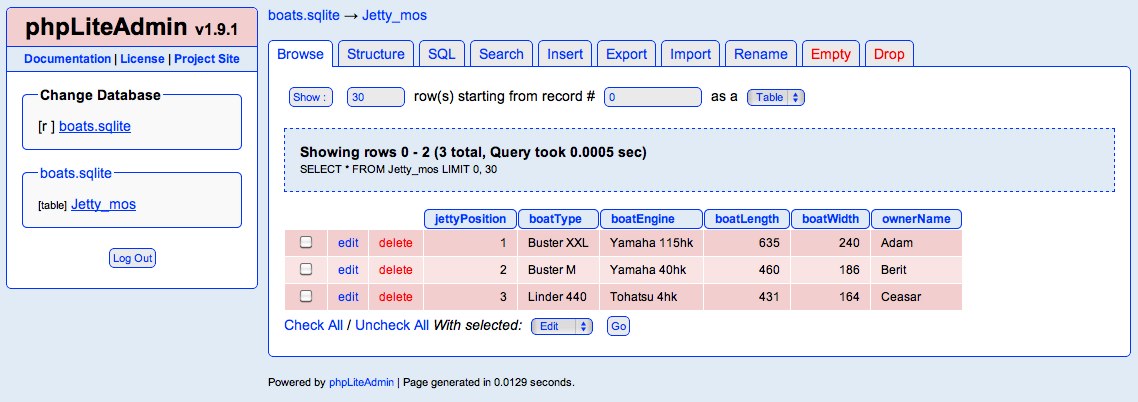 phpLiteAdmin v1.9.1
Documentation | License | Project Site
Change Database
[r ] boats.sqlite
boats.sqlite
[table] Jetty_mos
Log Out
boats.sqlite → Jetty_mos
Browse Structure SQL Search Insert Export Import Rename Empty Drop
Show : 30 row(s) starting from record # 0 as a Table
Showing rows 0 - 2 (3 total, Query took 0.0005 sec)
SELECT * FROM Jetty_mos LIMIT 0, 30
jettyPosition boatType boatEngine boatLength boatWidth ownerName
edit delete 1 Buster XXL Yamaha 115hk 635 240 Adam
edit delete 2 Buster M Yamaha 40hk 460 186 Berit
edit delete 3 Linder 440 Tohatsu 4hk 431 164 Ceasar
Check All / Uncheck All With selected: Edit Go
Powered by phpLiteAdmin | Page generated in 0.0129 seconds.